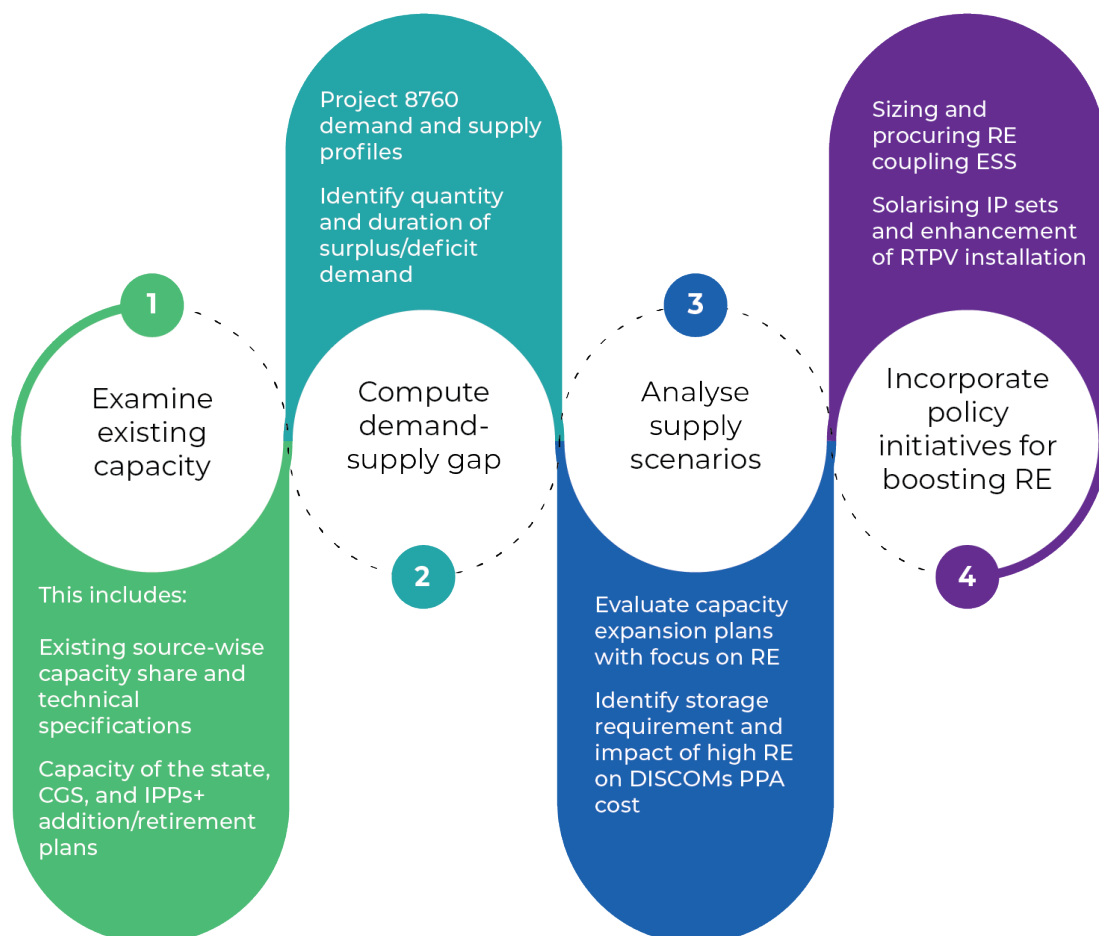 1
Examine
existing
capacity
This includes:
Existing source-wise
capacity share and
technical
specifications
Capacity of the state,
CGS, and IPPs+
addition/retirement
plans
Project 8760
demand and supply
profiles
Identify quantity
and duration of
surplus/deficit
demand
Compute
demand-
supply gap
2
3
Analyse
supply
scenarios
Evaluate capacity
expansion plans
with focus on RE
Identify storage
requirement and
impact of high RE
on DISCOMs PPA
cost
Sizing and
procuring RE
coupling ESS
Solarising IP sets
and enhancement
of RTPV installation
Incorporate
policy
initiatives for
boosting RE
4